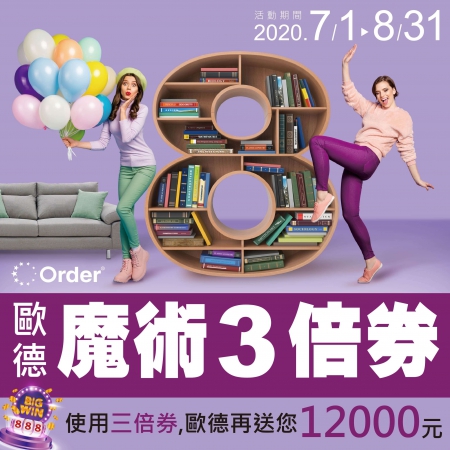 活動期間
2020.7/1▸8/31
Order®
歐德
魔術3倍券
BIG
WIN
888
使用三倍券,歐德再送您12000元